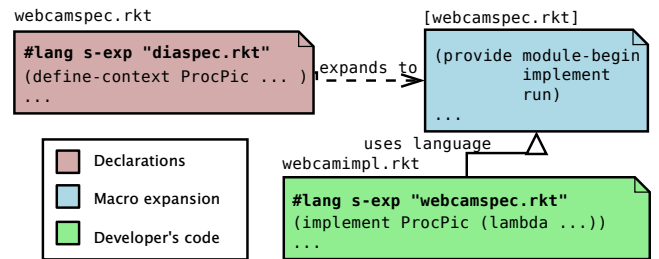 webcamspec.rkt
#lang s-exp "diaspec.rkt"
(define-context ProcPic ... )
...
expands to
[webcamspec.rkt]
(provide module-begin
implement
run)
...
uses language
webcamimpl.rkt
#lang s-exp "webcamspec.rkt"
(implement ProcPic (lambda ...))
...
Declarations
Macro expansion
Developer's code